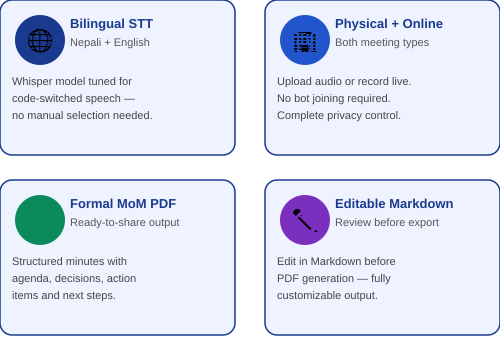 Bilingual STT
Nepali + English
Whisper model tuned for
code-switched speech —
no manual selection needed.
Physical + Online
Both meeting types
Upload audio or record live.
No bot joining required.
Complete privacy control.
Formal MoM PDF
Ready-to-share output
Structured minutes with
agenda, decisions, action
items and next steps.
Editable Markdown
Review before export
Edit in Markdown before
PDF generation — fully
customizable output.